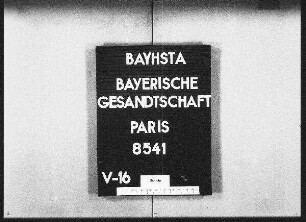 BAYHSTA
BAYERISCHE
GESANDTSCHAFT
PARIS
8541
V-16